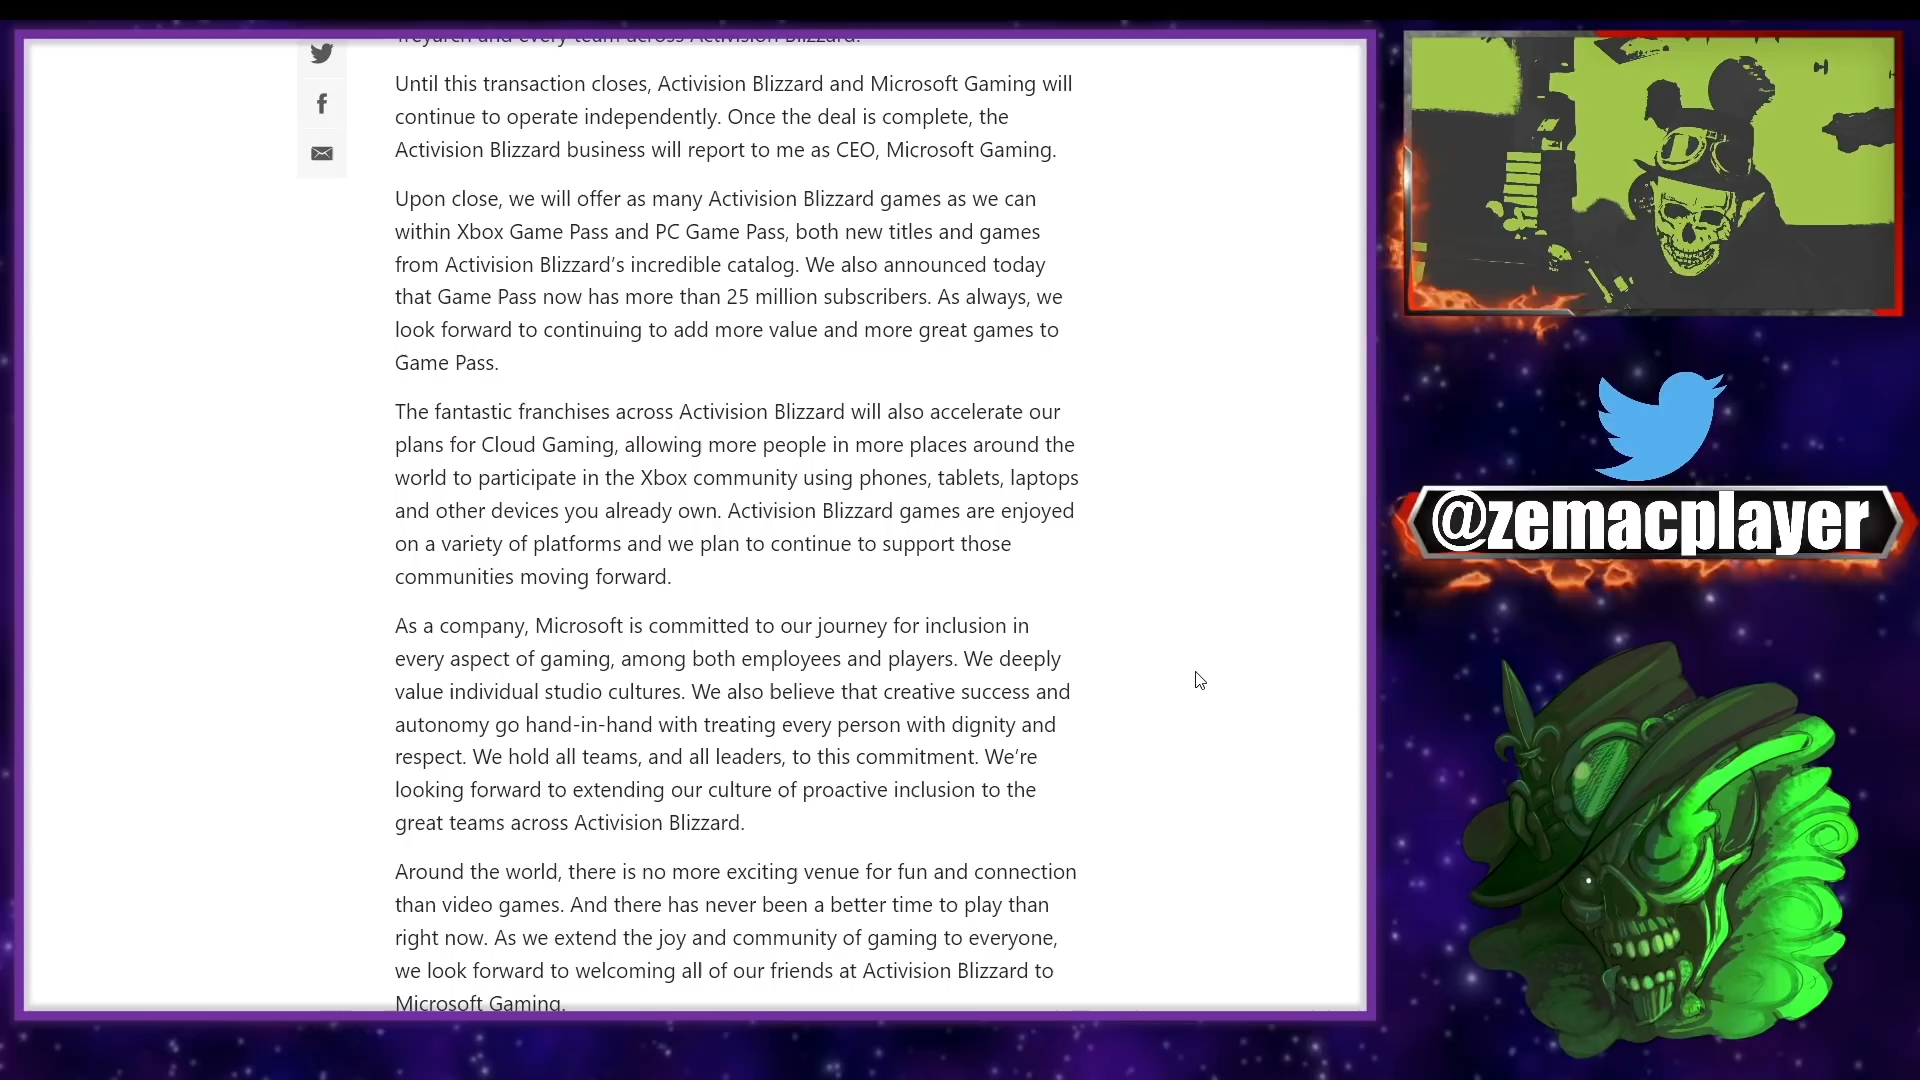 Treyarch and every team across Activision Blizzard.
Until this transaction closes, Activision Blizzard and Microsoft Gaming will
continue to operate independently. Once the deal is complete, the
Activision Blizzard business will report to me as CEO, Microsoft Gaming.
Upon close, we will offer as many Activision Blizzard games as we can
within Xbox Game Pass and PC Game Pass, both new titles and games
from Activision Blizzard’s incredible catalog. We also announced today
that Game Pass now has more than 25 million subscribers. As always, we
look forward to continuing to add more value and more great games to
Game Pass.
The fantastic franchises across Activision Blizzard will also accelerate our
plans for Cloud Gaming, allowing more people in more places around the
world to participate in the Xbox community using phones, tablets, laptops
and other devices you already own. Activision Blizzard games are enjoyed
on a variety of platforms and we plan to continue to support those
communities moving forward.
As a company, Microsoft is committed to our journey for inclusion in
every aspect of gaming, among both employees and players. We deeply
value individual studio cultures. We also believe that creative success and
autonomy go hand-in-hand with treating every person with dignity and
respect. We hold all teams, and all leaders, to this commitment. We’re
looking forward to extending our culture of proactive inclusion to the
great teams across Activision Blizzard.
Around the world, there is no more exciting venue for fun and connection
than video games. And there has never been a better time to play than
right now. As we extend the joy and community of gaming to everyone,
we look forward to welcoming all of our friends at Activision Blizzard to
Microsoft Gaming.
@zemacplayer